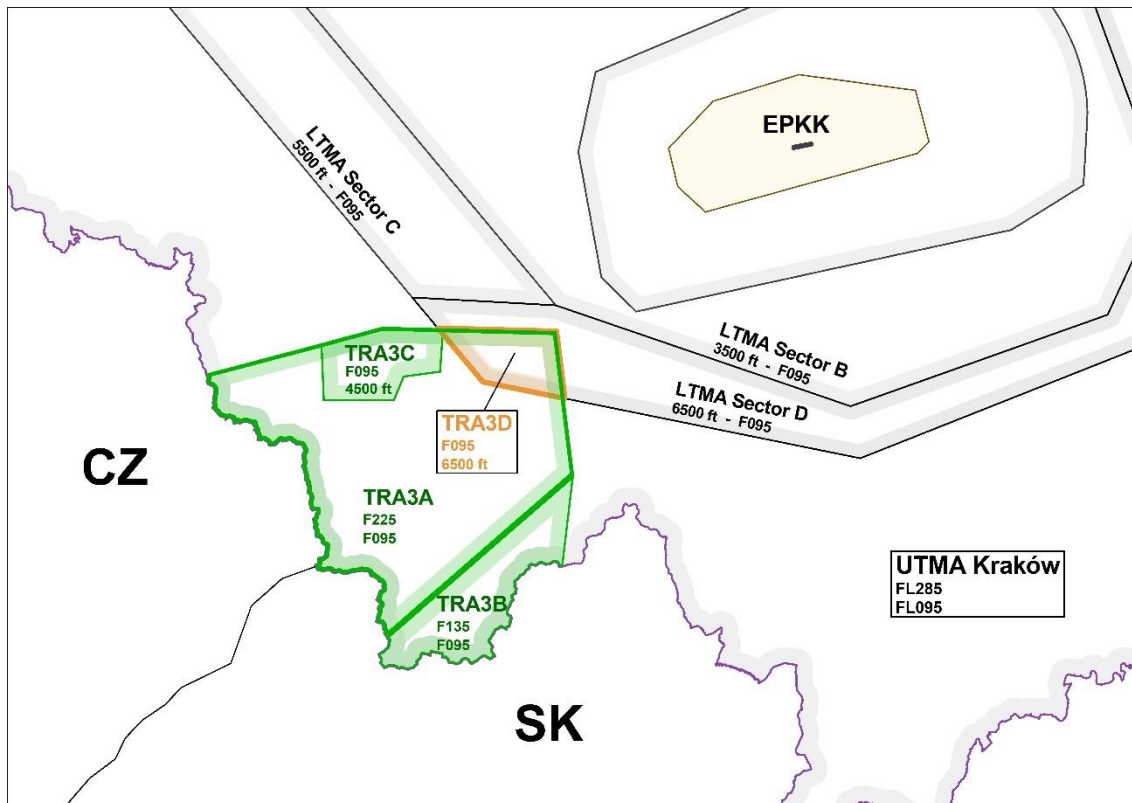 EPKK
LTMA Sector C
5500 ft - F095
LTMA Sector B
3500 ft - F095
LTMA Sector D
6500 ft - F095
TRA3C
F095
4500 ft
TRA3D
F095
6500 ft
CZ
TRA3A
F225
F095
UTMA Kraków
FL285
FL095
TRA3B
F135
F095
SK